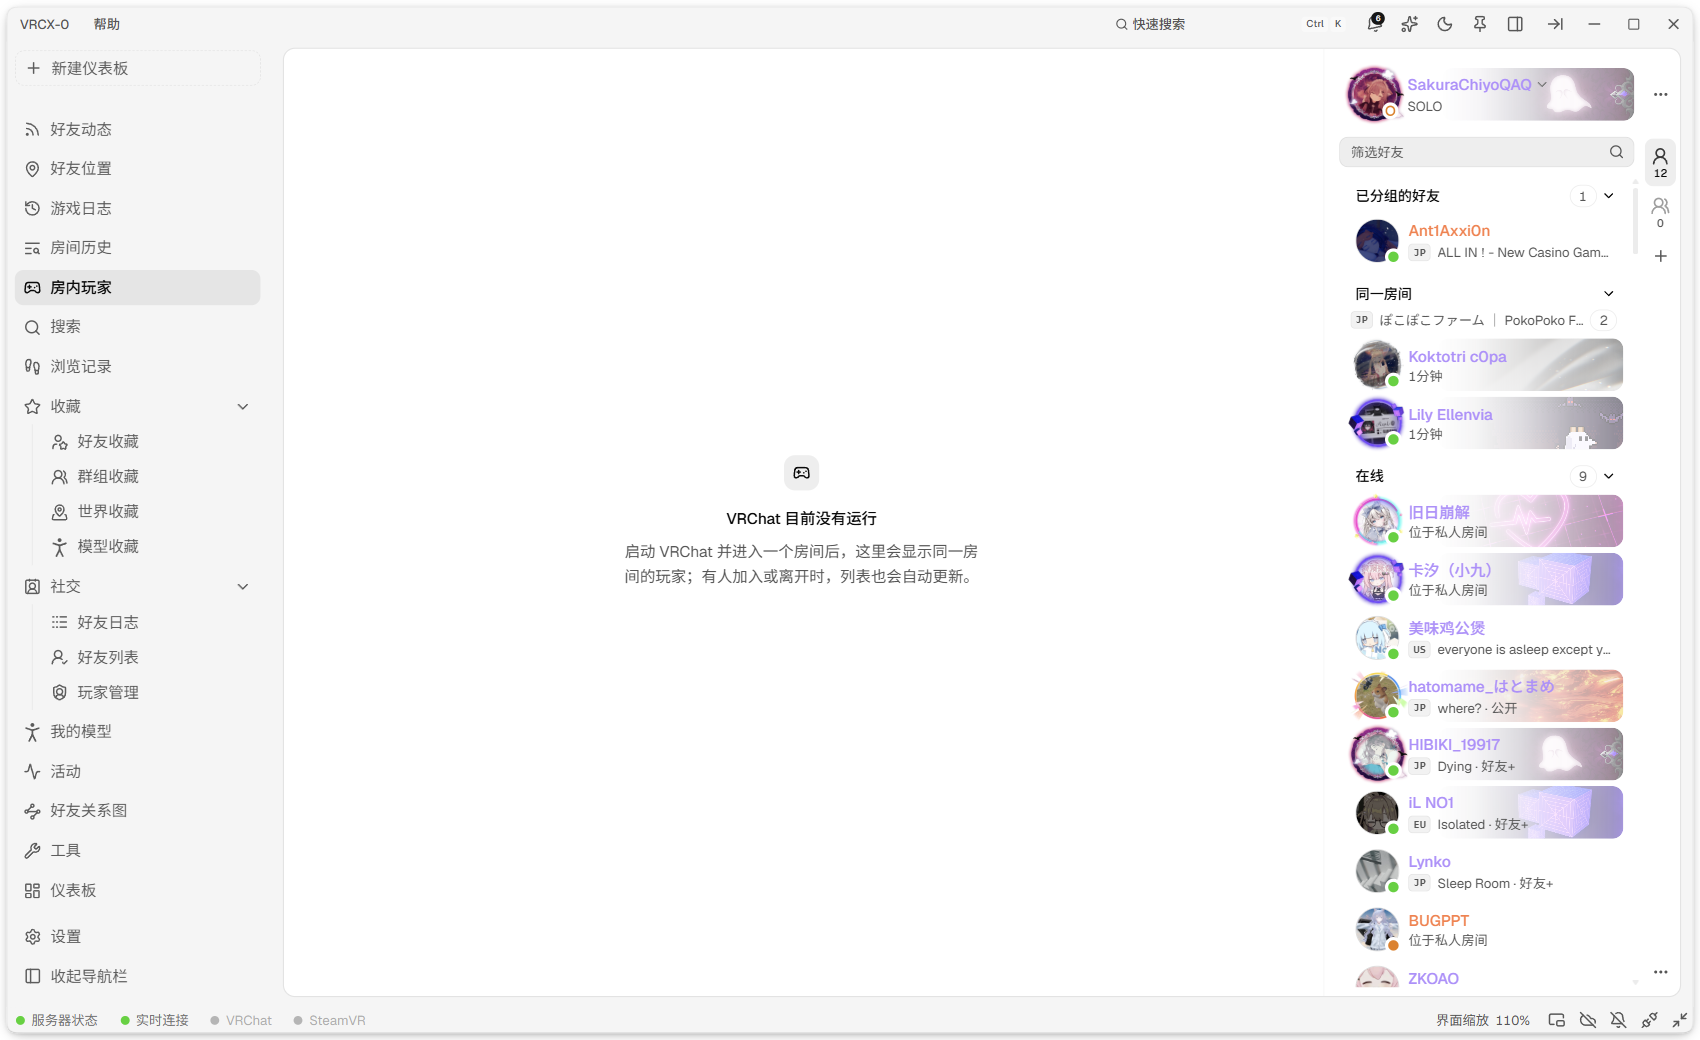 VRCX-0
帮助
快速搜索
Ctrl K
6
新建仪表板
好友动态
好友位置
游戏日志
房间历史
房内玩家
搜索
浏览记录
收藏
好友收藏
群组收藏
世界收藏
模型收藏
社交
好友日志
好友列表
玩家管理
我的模型
活动
好友关系图
工具
仪表板
设置
收起导航栏
VRChat 目前没有运行
启动 VRChat 并进入一个房间后，这里会显示同一房
间的玩家；有人加入或离开时，列表也会自动更新。
SakuraChiyoQAQ
SOLO
筛选好友
12
0
已分组的好友 1
Ant1Axxi0n
JP ALL IN ! - New Casino Gam...
同一房间
JP ぽこぽこファーム｜PokoPoko F... 2
Koktotri c0pa
1分钟
Lily Ellenvia
1分钟
在线 9
旧日崩解
位于私人房间
卡汐（小九）
位于私人房间
美味鸡公煲
US everyone is asleep except y...
hatomame_はとまめ
JP where? · 公开
HIBIKI_19917
JP Dying · 好友+
iL NO1
EU Isolated · 好友+
Lynko
JP Sleep Room · 好友+
BUGPPT
位于私人房间
ZKOAO
服务器状态
实时连接
VRChat
SteamVR
界面缩放 110%